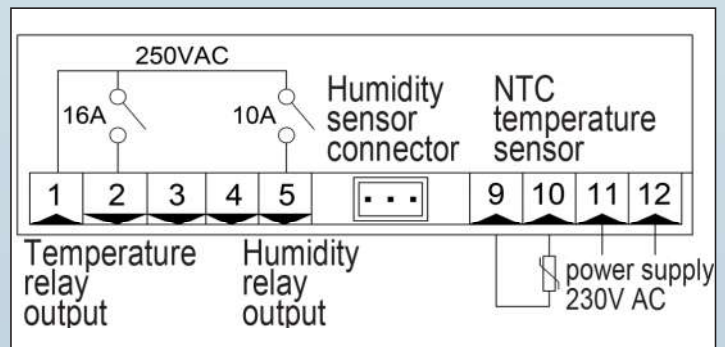 250VAC
16A
10A
Humidity
sensor
connector
NTC
temperature
sensor
1 2 3 4 5 9 10 11 12
Temperature
relay
output
Humidity
relay
output
power supply
230V AC